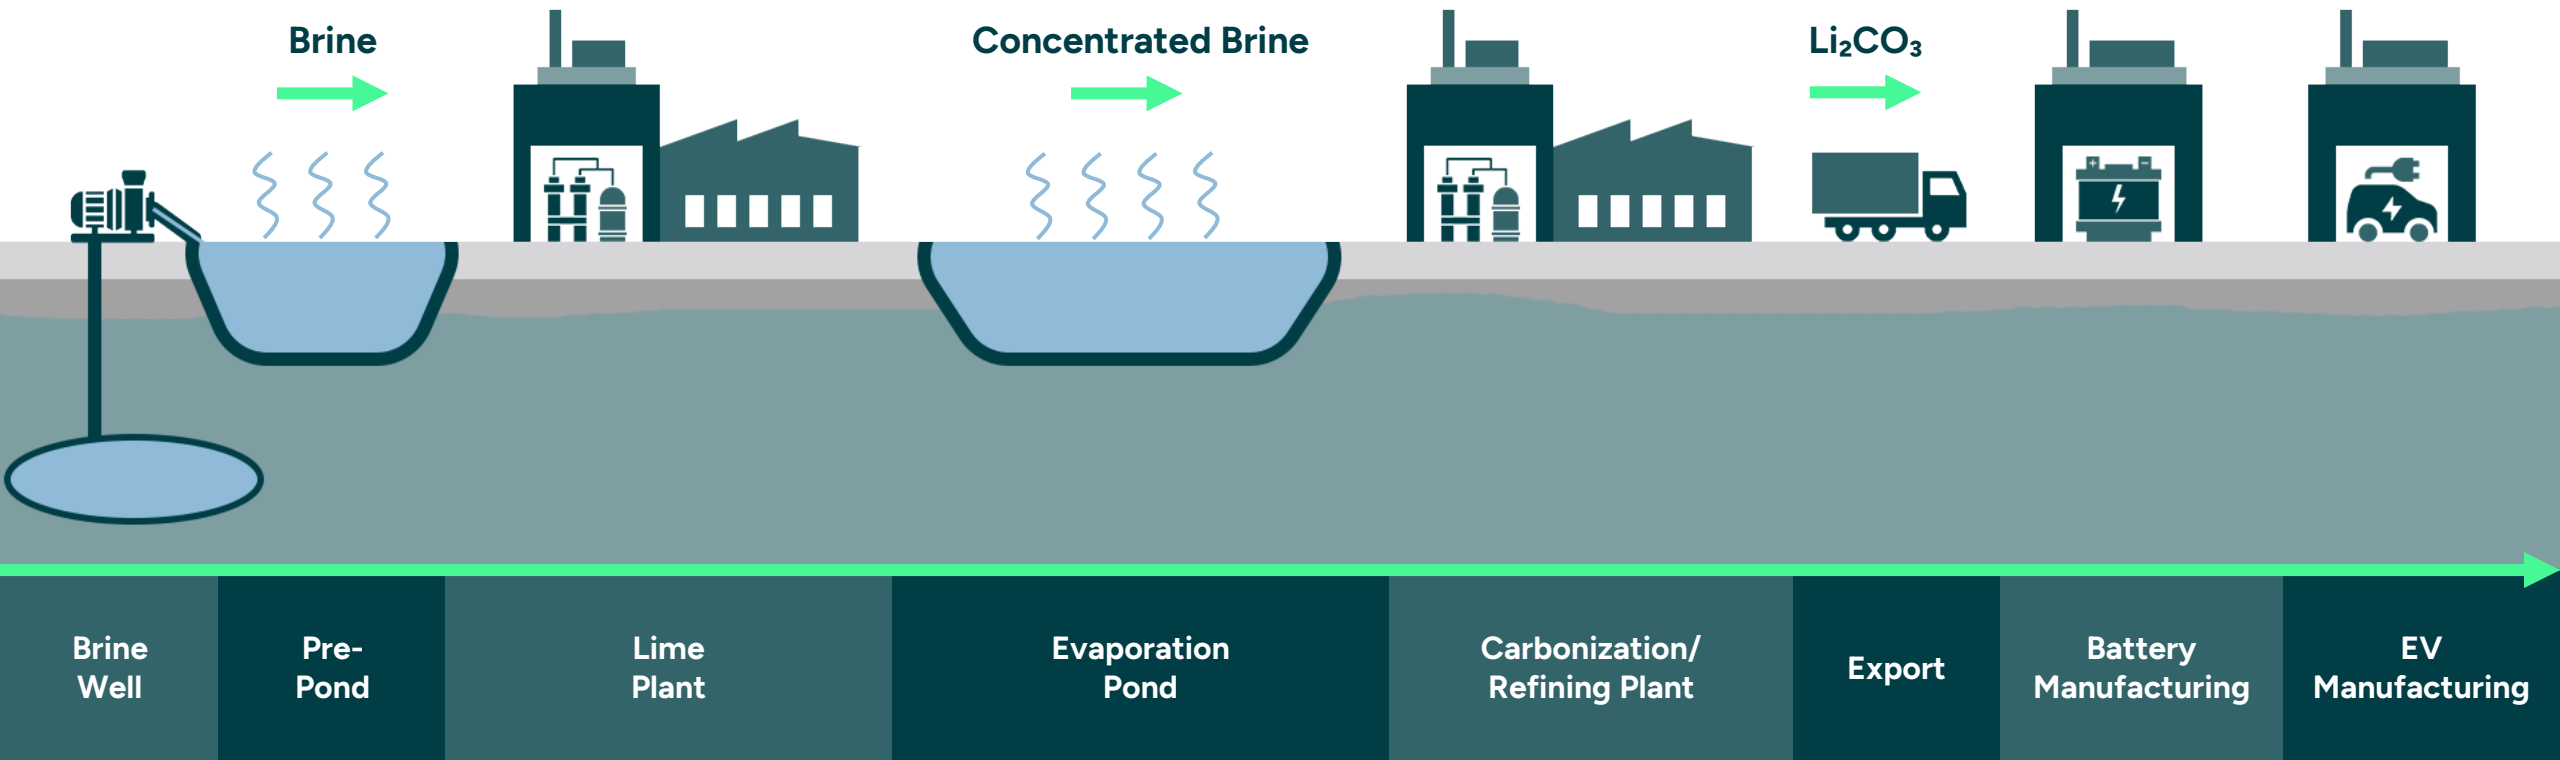 Brine
Concentrated Brine
Li₂CO₃
Brine
Well
Pre-
Pond
Lime
Plant
Evaporation
Pond
Carbonization/
Refining Plant
Export
Battery
Manufacturing
EV
Manufacturing